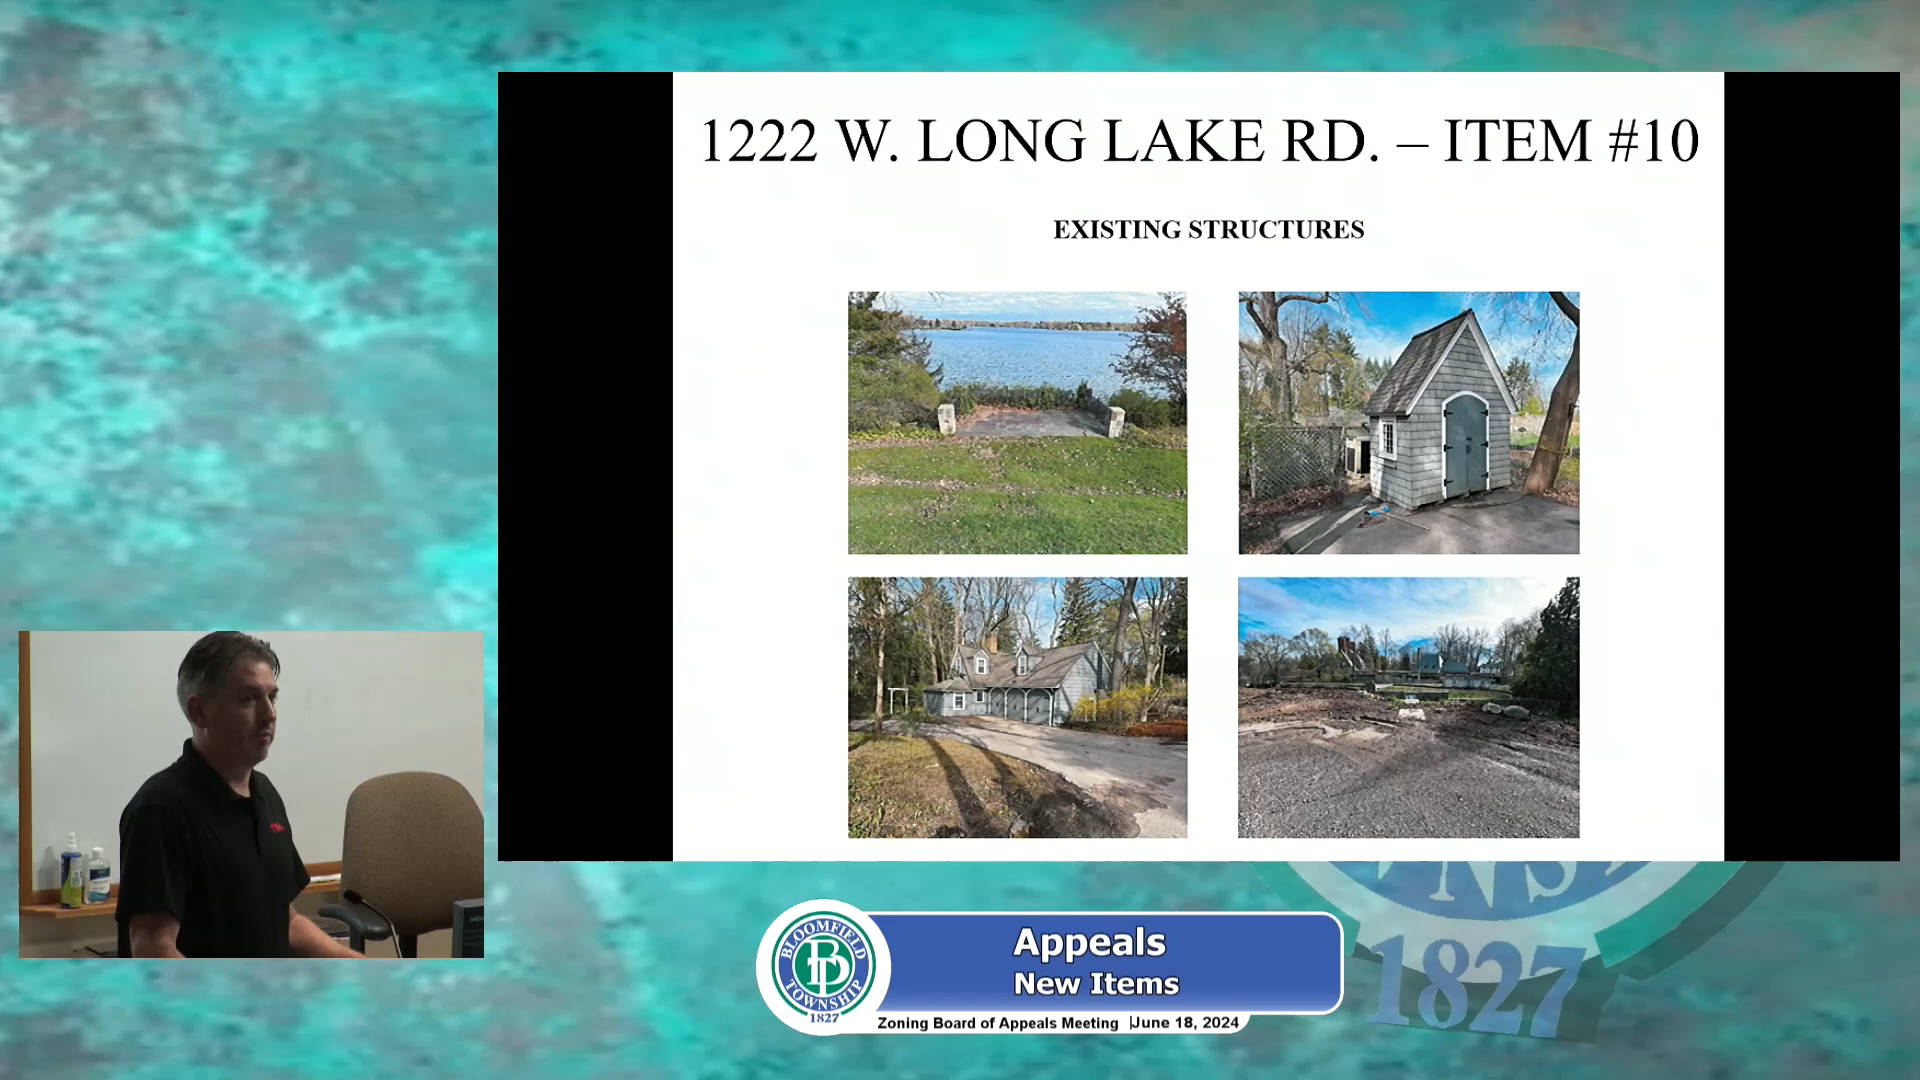 1222 W. LONG LAKE RD. – ITEM #10
EXISTING STRUCTURES
Appeals
New Items
BLOOMFIELD
TOWNSHIP
1827
Zoning Board of Appeals Meeting | June 18, 2024
1827